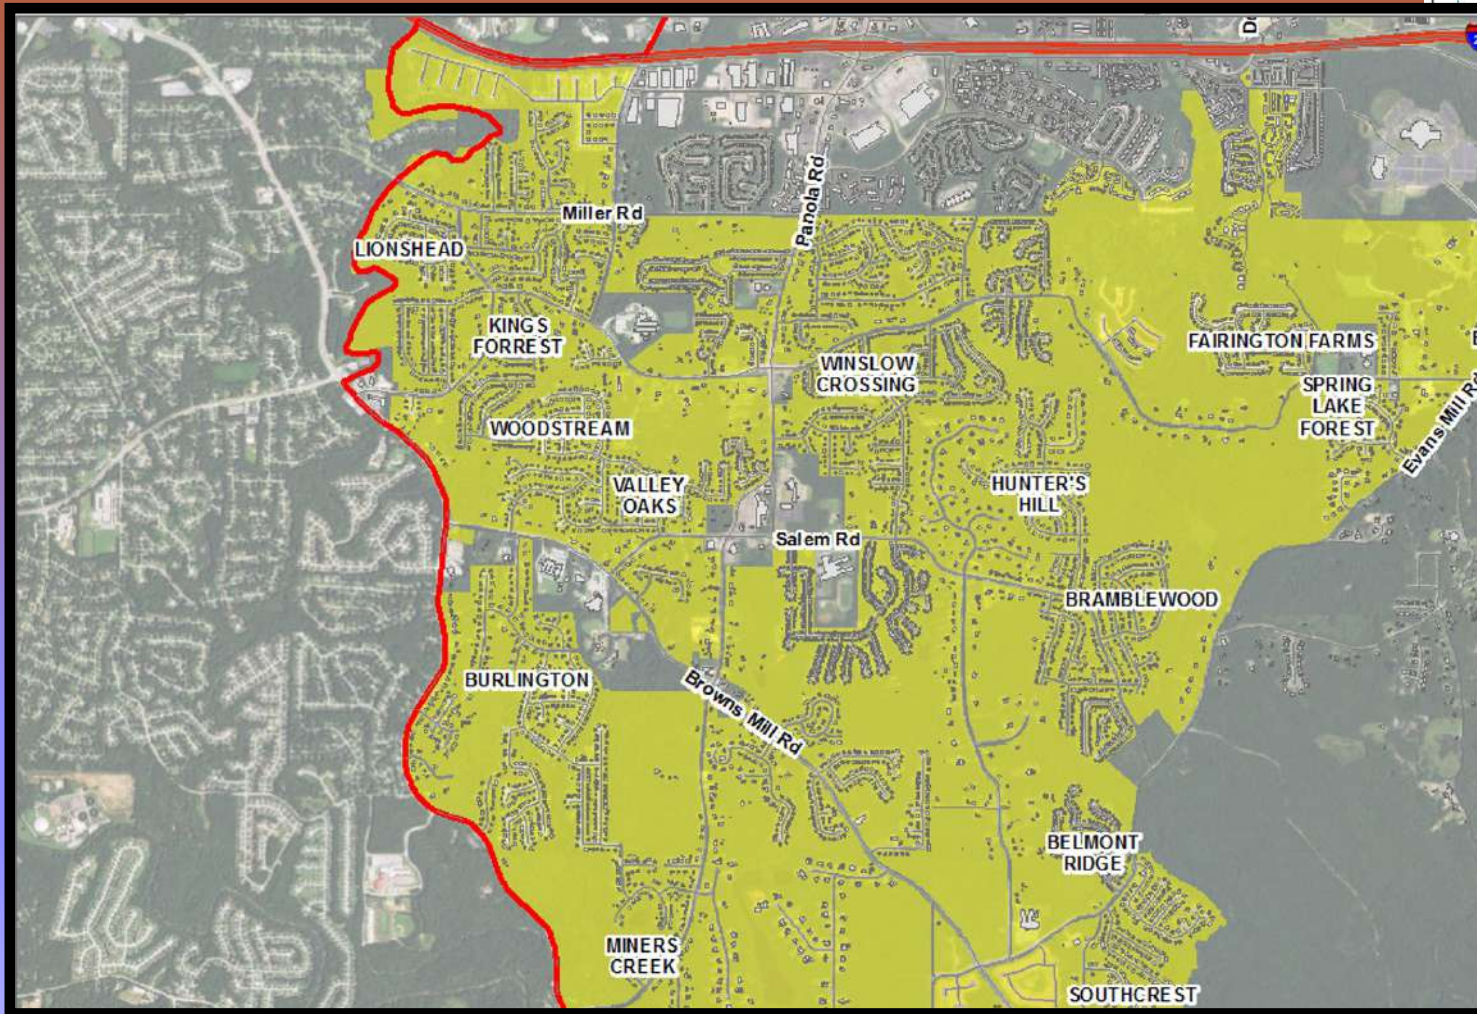 Miller Rd
Panola Rd
LIONSHEAD
KING'S
FORREST
WINSLOW
CROSSING
FAIRINGTON FARMS
SPRING
LAKE
FOREST
Evans Mill Rd
WOODSTREAM
VALLEY
OAKS
HUNTER'S
HILL
Salem Rd
BRAMBLEWOOD
BURLINGTON
Browns Mill Rd
BELMONT
RIDGE
MINERS
CREEK
SOUTHCREST